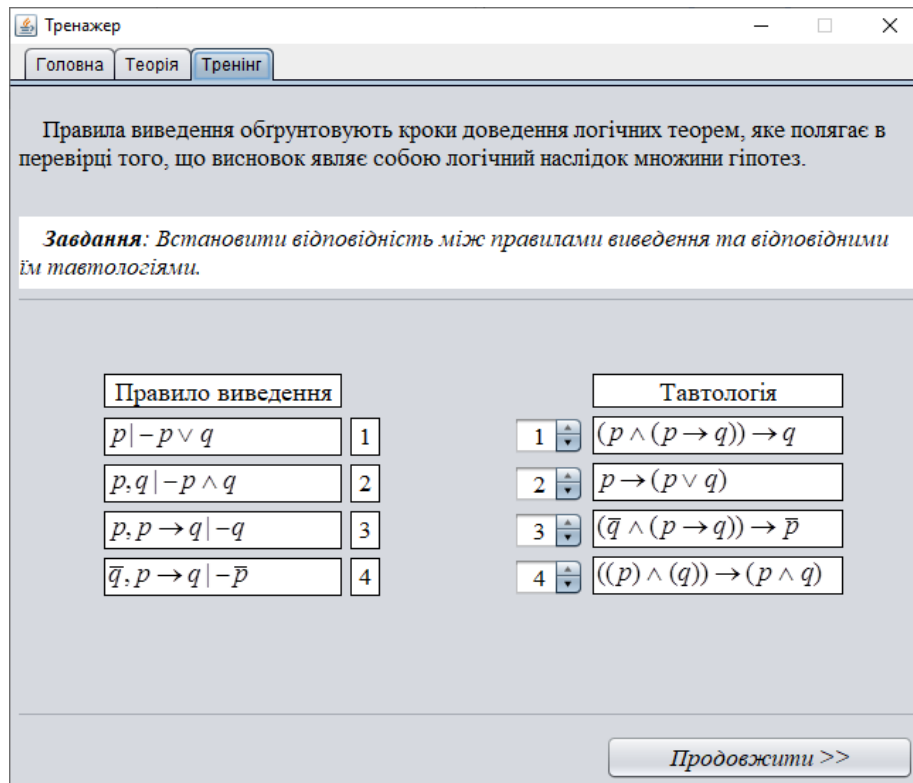 Тренажер
Головна Теорія Тренінг
Правила виведення обґрунтовують кроки доведення логічних теорем, яке полягає в
перевірці того, що висновок являє собою логічний наслідок множини гіпотез.
Завдання: Встановити відповідність між правилами виведення та відповідними
їм тавтологіями.
Правило виведення Тавтологія
p|−p∨q 1 1 (p∧(p→q))→q
p,q|−p∧q 2 2 p→(p∨q)
p,p→q|−q 3 3 (q̅∧(p→q))→p̅
q̅,p→q|−p̅ 4 4 ((p)∧(q))→(p∧q)
Продовжити >>